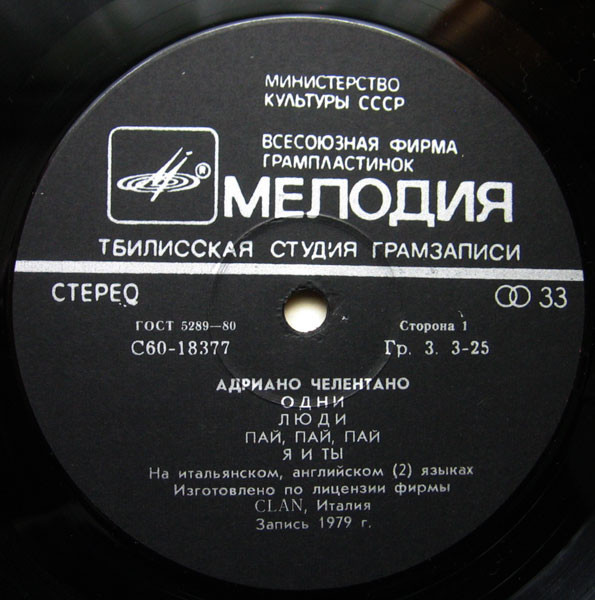 МИНИСТЕРСТВО
КУЛЬТУРЫ СССР
ВСЕСОЮЗНАЯ ФИРМА
ГРАМПЛАСТИНОК
®
МЕЛОДИЯ
ТБИЛИССКАЯ СТУДИЯ ГРАМЗАПИСИ
СТЕРЕО 33
ГОСТ 5289—80 Сторона 1
С60-18377 Гр. 3. 3-25
АДРИАНО ЧЕЛЕНТАНО
ОДНИ
ЛЮДИ
ПАЙ, ПАЙ, ПАЙ
Я И ТЫ
На итальянском, английском (2) языках
Изготовлено по лицензии фирмы
CLAN, Италия
Запись 1979 г.